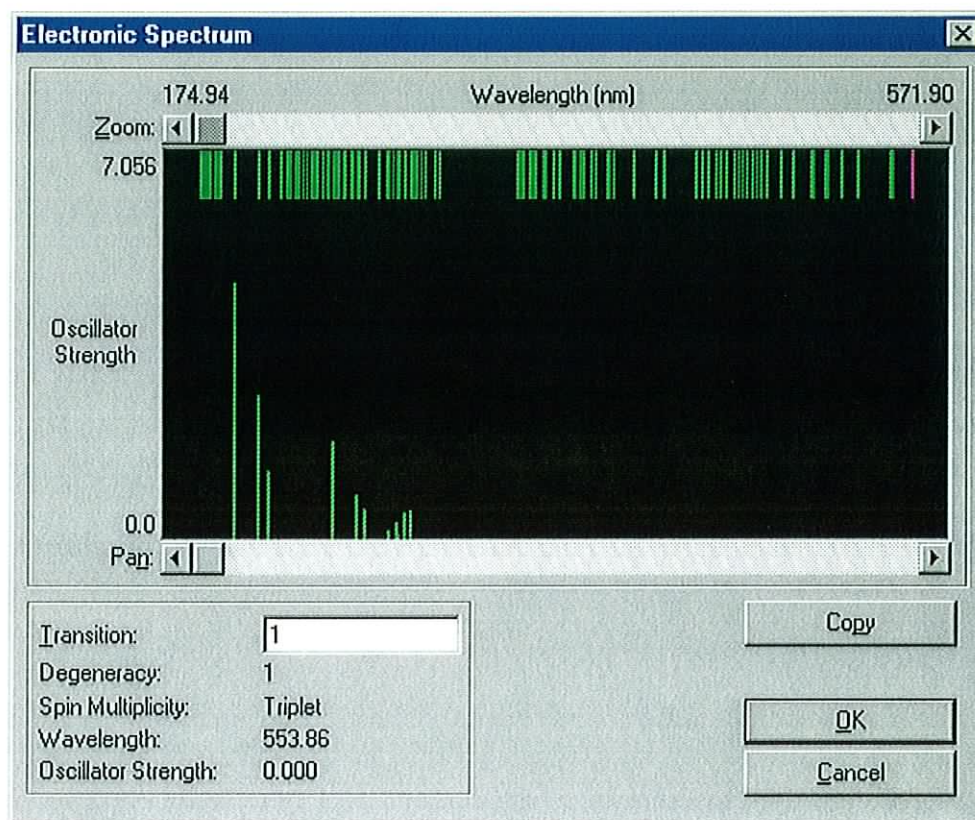 Electronic Spectrum
174.94 Wavelength (nm) 571.90
Zoom:
7.056
Oscillator
Strength
0.0
Pan:
Transition: 1
Degeneracy: 1
Spin Multiplicity: Triplet
Wavelength: 553.86
Oscillator Strength: 0.000
Copy
OK
Cancel